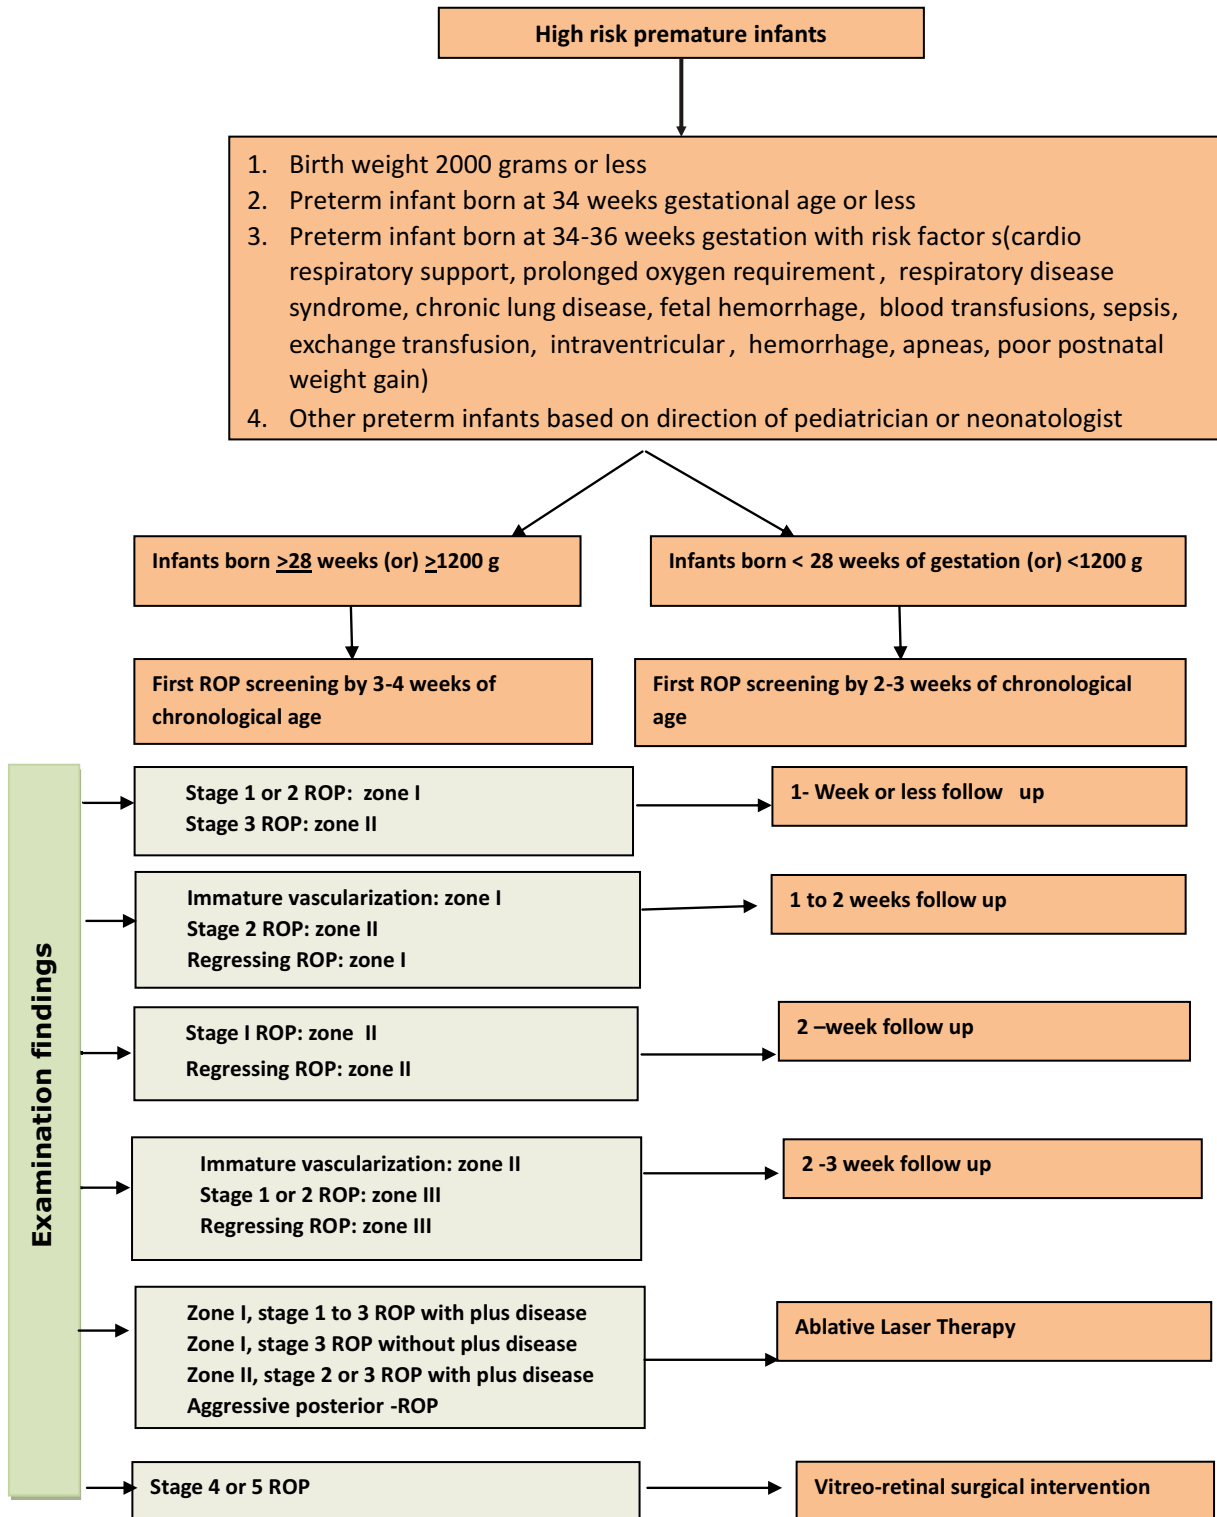 High risk premature infants
1. Birth weight 2000 grams or less
2. Preterm infant born at 34 weeks gestational age or less
3. Preterm infant born at 34-36 weeks gestation with risk factor s(cardio
respiratory support, prolonged oxygen requirement , respiratory disease
syndrome, chronic lung disease, fetal hemorrhage, blood transfusions, sepsis,
exchange transfusion, intraventricular , hemorrhage, apneas, poor postnatal
weight gain)
4. Other preterm infants based on direction of pediatrician or neonatologist
Infants born >28 weeks (or) >1200 g
Infants born < 28 weeks of gestation (or) <1200 g
First ROP screening by 3-4 weeks of
chronological age
First ROP screening by 2-3 weeks of chronological
age
Examination findings
Stage 1 or 2 ROP: zone I
Stage 3 ROP: zone II
1- Week or less follow up
Immature vascularization: zone I
Stage 2 ROP: zone II
Regressing ROP: zone I
1 to 2 weeks follow up
Stage I ROP: zone II
Regressing ROP: zone II
2 –week follow up
Immature vascularization: zone II
Stage 1 or 2 ROP: zone III
Regressing ROP: zone III
2 -3 week follow up
Zone I, stage 1 to 3 ROP with plus disease
Zone I, stage 3 ROP without plus disease
Zone II, stage 2 or 3 ROP with plus disease
Aggressive posterior -ROP
Ablative Laser Therapy
Stage 4 or 5 ROP
Vitreo-retinal surgical intervention